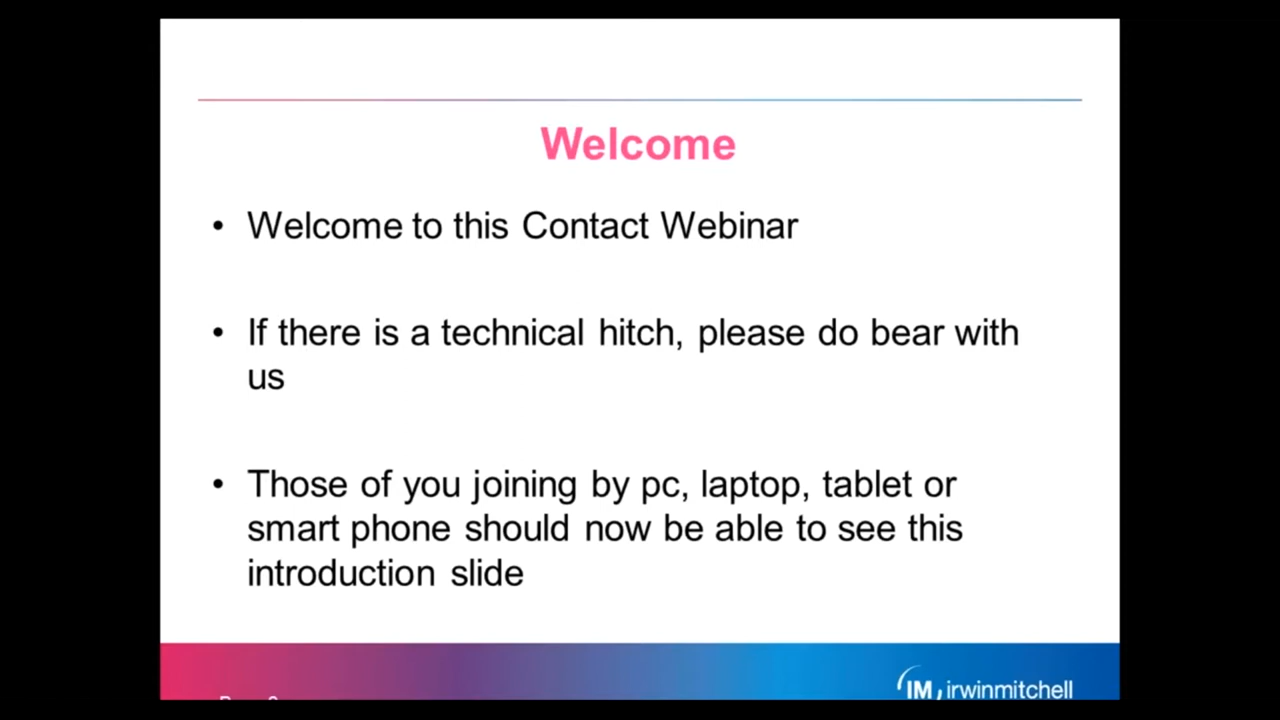 Welcome
• Welcome to this Contact Webinar
• If there is a technical hitch, please do bear with
us
• Those of you joining by pc, laptop, tablet or
smart phone should now be able to see this
introduction slide
IM irwinmitchell